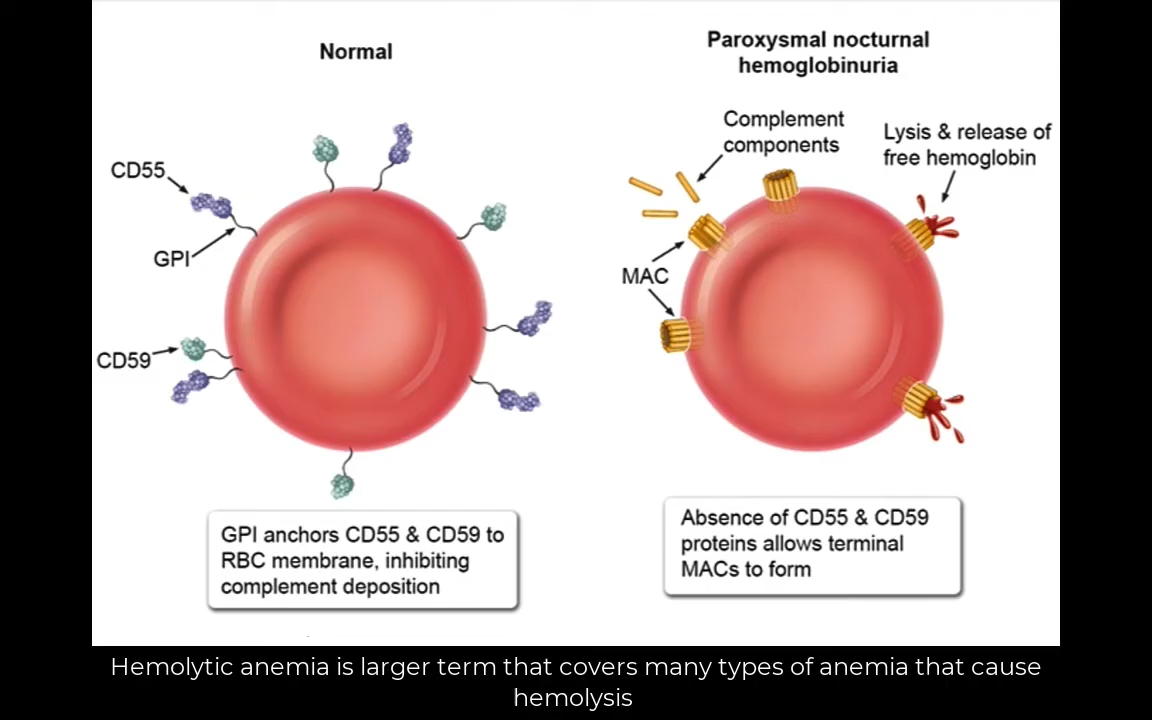 Normal
CD55
GPI
CD59
GPI anchors CD55 & CD59 to
RBC membrane, inhibiting
complement deposition
Paroxysmal nocturnal
hemoglobinuria
Complement
components
Lysis & release of
free hemoglobin
MAC
Absence of CD55 & CD59
proteins allows terminal
MACs to form
Hemolytic anemia is larger term that covers many types of anemia that cause
hemolysis